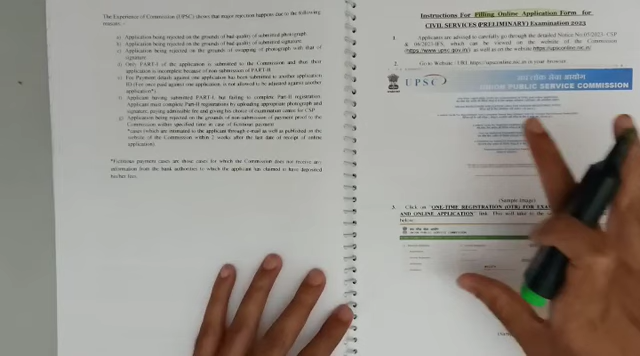 The Experience of Commission (UPSC) shows that major rejection happens due to the following
reasons :-
a) Application being rejected on the grounds of bad quality of submitted photograph
b) Application being rejected on the grounds of bad quality of submitted signature.
c) Application being rejected on the grounds of swapping of photograph with that of
signature.
d) Only PART-I of the application is submitted to the Commission and thus their
application is incomplete because of non-submission of PART-II
e) Fee Payment details against one application has been submitted to another application
ID (Fee once paid against one application, is not allowed to be adjusted against another
application*)
f) Applicant having submitted PART-I, but failing to complete Part-II registration.
Applicants must complete Part-II registrations by uploading appropriate photograph and
signature, paying admissible fee and giving his choice of examination centre for CSP.
g) Application being rejected on the grounds of non-submission of payment proof to the
Commission within specified time in case of fictitious payment
*cases (which are intimated to the applicant through e-mail as well as published on the
website of the Commission within 2 weeks after the last date of receipt of online
application)
*Fictitious payment cases are those cases for which the Commission does not receive any
information from the bank authorities to which the applicant has claimed to have deposited
his/her fees.
Instructions For Filling Online Application Form for
CIVIL SERVICES (PRELIMINARY) Examination 2023
1. Applicants are advised to carefully go through the detailed Notice No.05/2023-CSP
& 04/2023-IFS, which can be viewed on the website of the Commission
(https://www.upsc.gov.in/) as well as on the website https://upsconline.nic.in/
2. Go to Website / URL: https://upsconline.nic.in/
UPSC
संघ लोक सेवा आयोग
UNION PUBLIC SERVICE COMMISSION
(Sample Image)
3. Click on "ONE-TIME REGISTRATION (OTR) FOR
AND ONLINE APPLICATION" link. This will take to the
below: